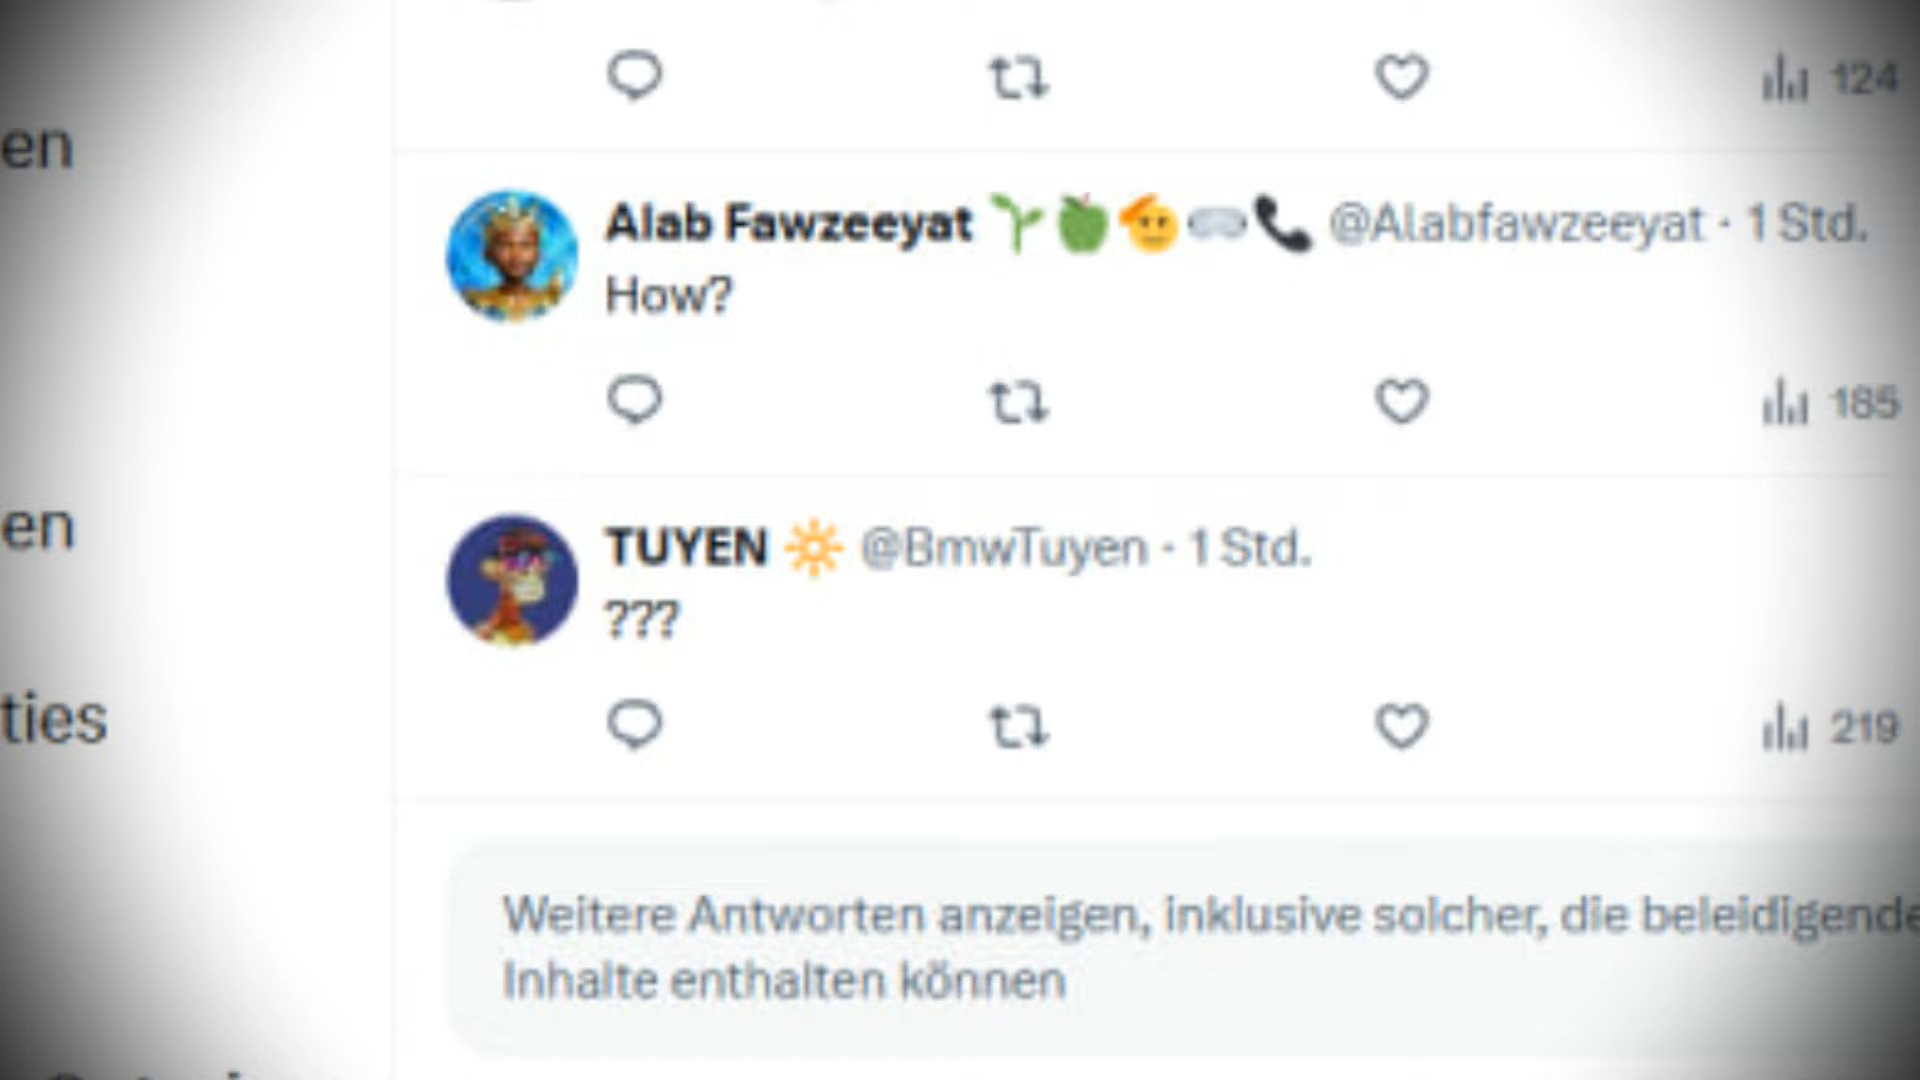 124
en
Alab Fawzeeyat 🌱🍏🫡🥽📞 @Alabfawzeeyat · 1 Std.
How?
185
en
TUYEN 🔆 @BmwTuyen · 1 Std.
???
ties
219
Weitere Antworten anzeigen, inklusive solcher, die beleidigende
Inhalte enthalten können